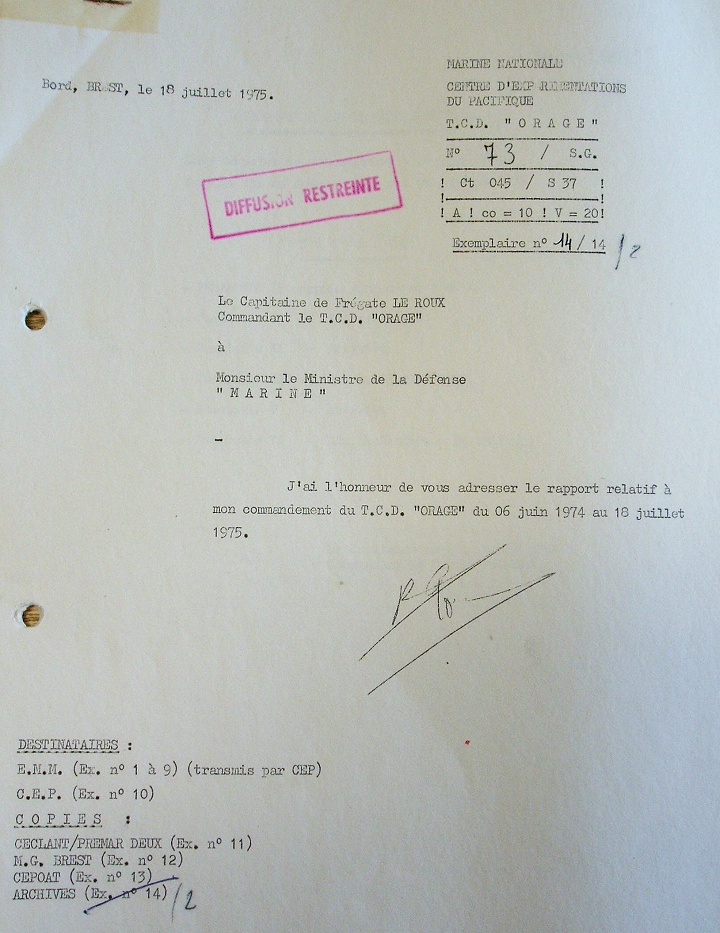 MARINE NATIONALE
Bord, BREST, le 18 juillet 1975.
CENTRE D'EXPERIMENTATIONS
DU PACIFIQUE
T.C.D. "ORAGE"
N° 73 / S.G.
! Ct 045 / S 37 !
! A ! co = 10 ! V = 20!
Exemplaire n° 14 / 14 /2
DIFFUSION RESTREINTE
Le Capitaine de Frégate LE ROUX
Commandant le T.C.D. "ORAGE"
à
Monsieur le Ministre de la Défense
"MARINE"
-
J'ai l'honneur de vous adresser le rapport relatif à
mon commandement du T.C.D. "ORAGE" du 06 juin 1974 au 18 juillet
1975.
DESTINATAIRES :
E.M.M. (Ex. n° 1 à 9) (transmis par CEP)
C.E.P. (Ex. n° 10)
COPIES :
CECLANT/PREMAR DEUX (Ex. n° 11)
M.G. BREST (Ex. n° 12)
CEPOAT (Ex. n° 13)
ARCHIVES (Ex. n° 14) /2